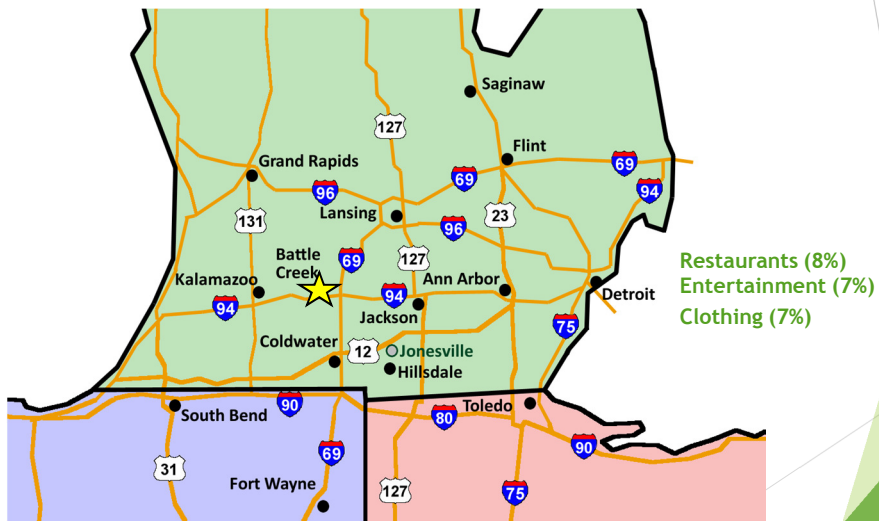 Saginaw
127
Flint
Grand Rapids
69
69
96
94
Lansing
131
23
96
Battle
Creek
69
127
Kalamazoo
Ann Arbor
94
94
Jackson
Detroit
75
Coldwater
12
Jonesville
Hillsdale
90
Toledo
South Bend
80
90
69
31
Fort Wayne
127
75
Restaurants (8%)
Entertainment (7%)
Clothing (7%)